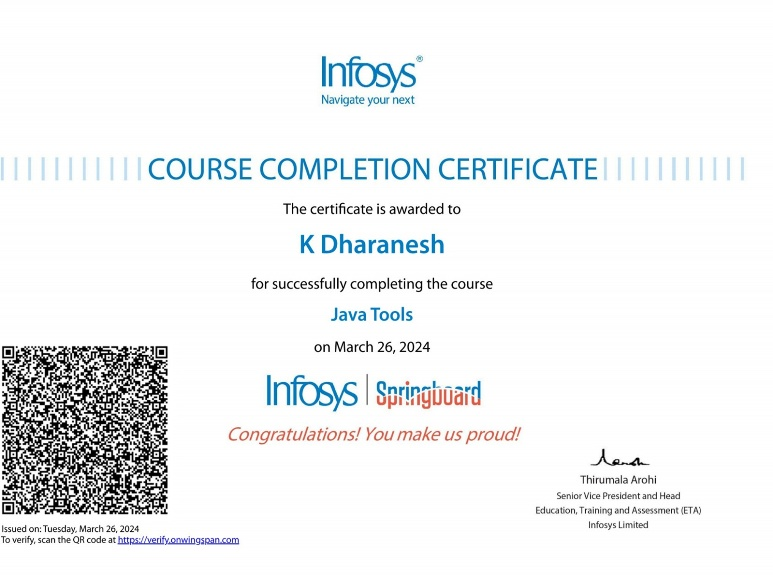 Infosys®
Navigate your next
COURSE COMPLETION CERTIFICATE
The certificate is awarded to
K Dharanesh
for successfully completing the course
Java Tools
on March 26, 2024
Infosys | Springboard
Congratulations! You make us proud!
Thirumala Arohi
Senior Vice President and Head
Education, Training and Assessment (ETA)
Infosys Limited
Issued on: Tuesday, March 26, 2024
To verify, scan the QR code at https://verify.onwingspan.com